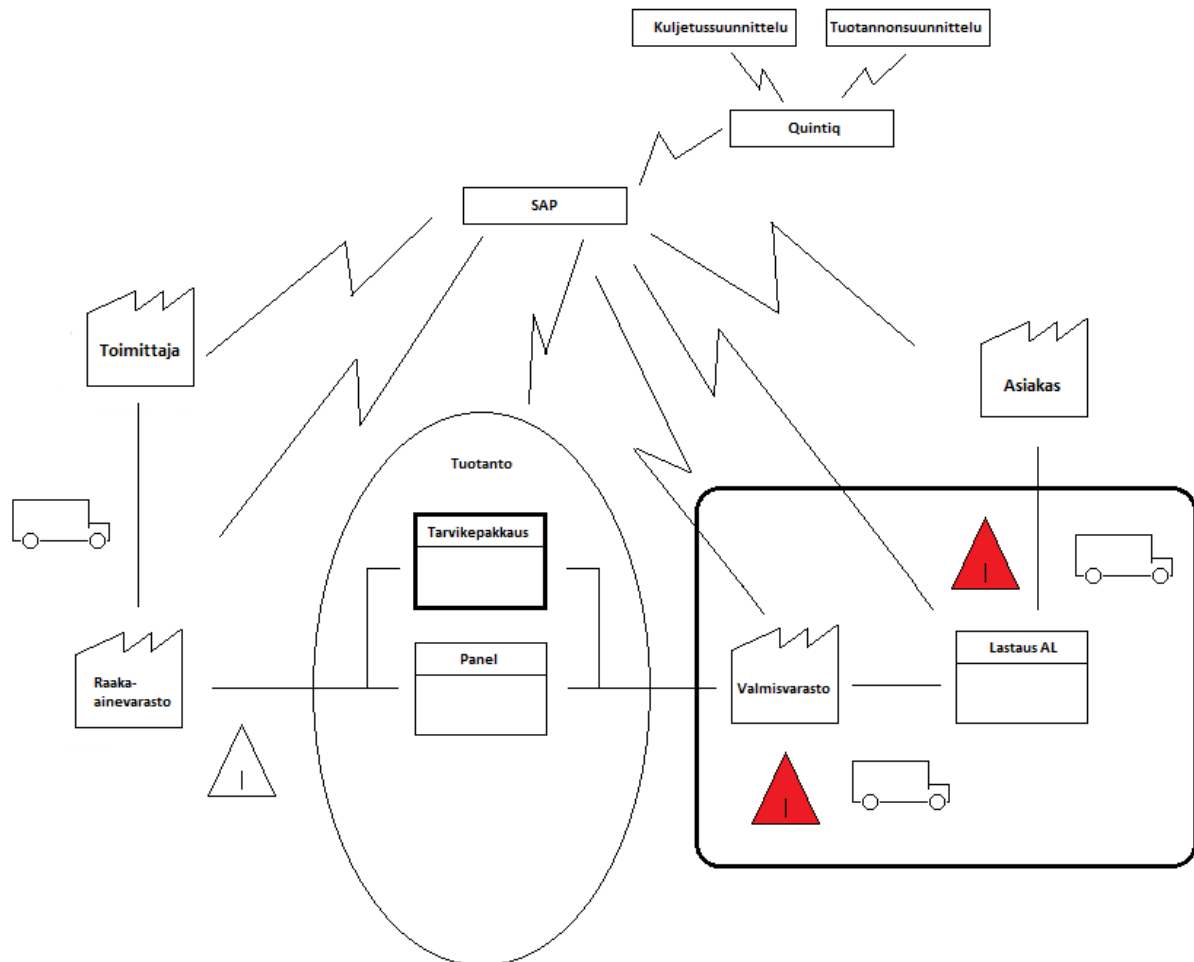 Kuljetussuunnittelu
Tuotannonsuunnittelu
Quintiq
SAP
Toimittaja
Asiakas
Tuotanto
Tarvikepakkaus
Panel
Raaka-
ainevarasto
Valmisvarasto
Lastaus AL
I
I
I